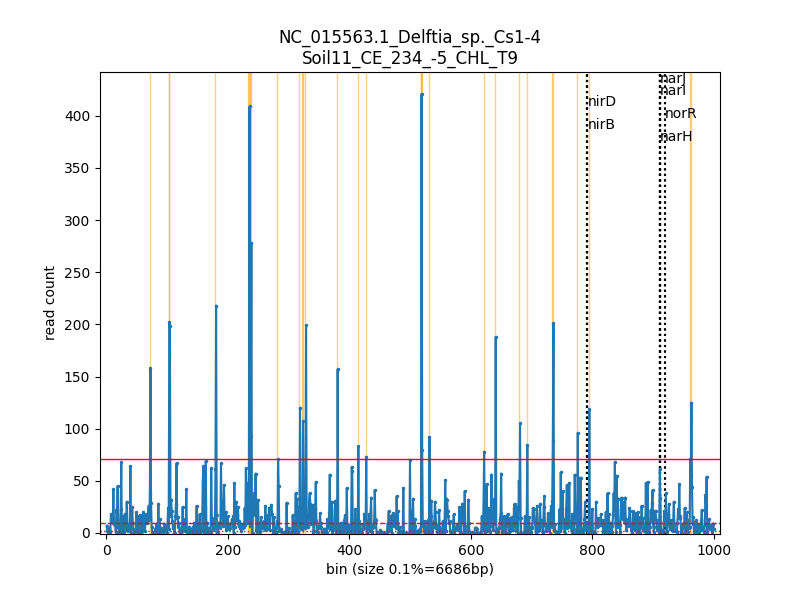 NC_015563.1_Delftia_sp._Cs1-4
Soil11_CE_234_-5_CHL_T9
narJ
narI
nirD
norR
nirB
narH
400
350
300
250
200
150
100
50
0
read count
0
200
400
600
800
1000
bin (size 0.1%=6686bp)